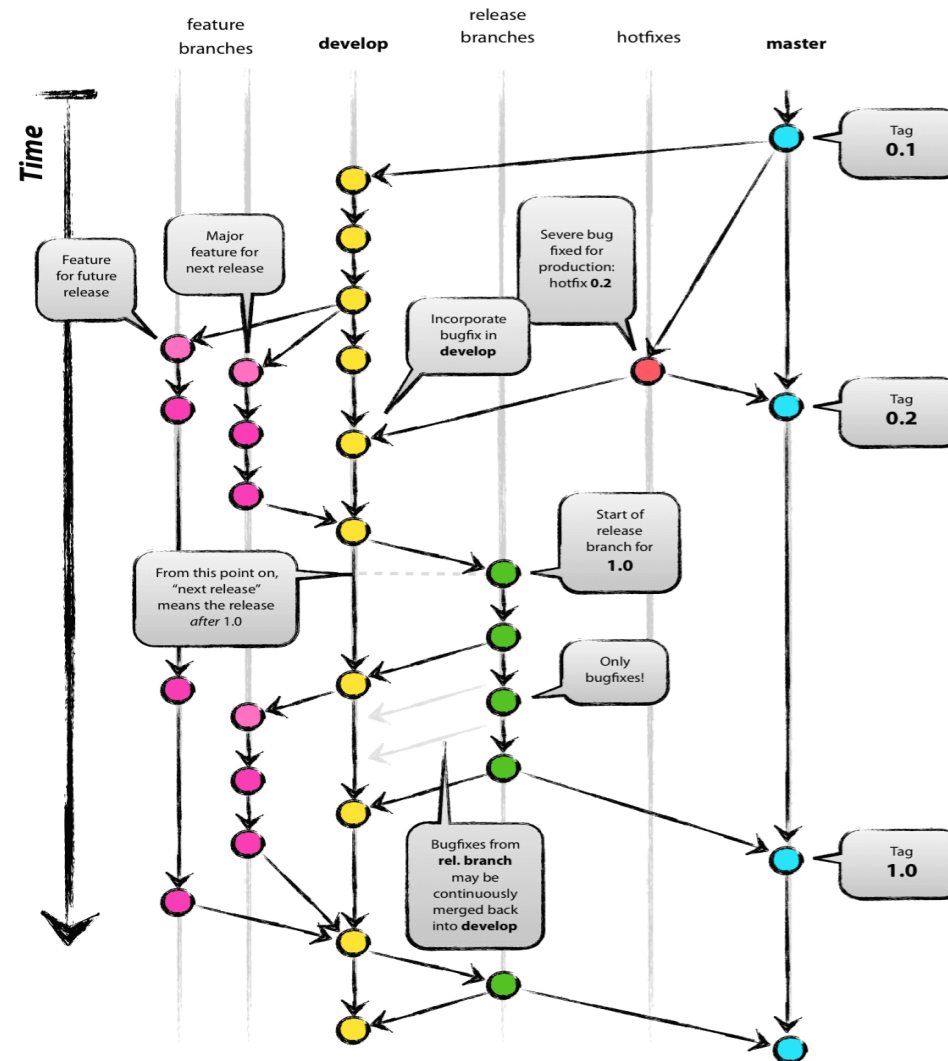 feature
branches
develop
release
branches
hotfixes
master
Time
Tag
0.1
Feature
for future
release
Major
feature for
next release
Severe bug
fixed for
production:
hotfix 0.2
Incorporate
bugfix in
develop
Tag
0.2
Start of
release
branch for
1.0
From this point on,
“next release”
means the release
after 1.0
Only
bugfixes!
Bugfixes from
rel. branch
may be
continuously
merged back
into develop
Tag
1.0